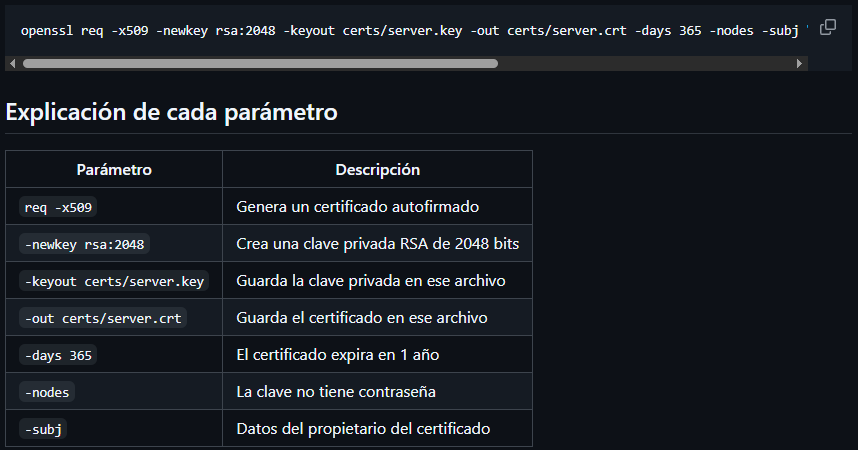 openssl req -x509 -newkey rsa:2048 -keyout certs/server.key -out certs/server.crt -days 365 -nodes -subj
Explicación de cada parámetro
Parámetro Descripción
req -x509 Genera un certificado autofirmado
-newkey rsa:2048 Crea una clave privada RSA de 2048 bits
-keyout certs/server.key Guarda la clave privada en ese archivo
-out certs/server.crt Guarda el certificado en ese archivo
-days 365 El certificado expira en 1 año
-nodes La clave no tiene contraseña
-subj Datos del propietario del certificado